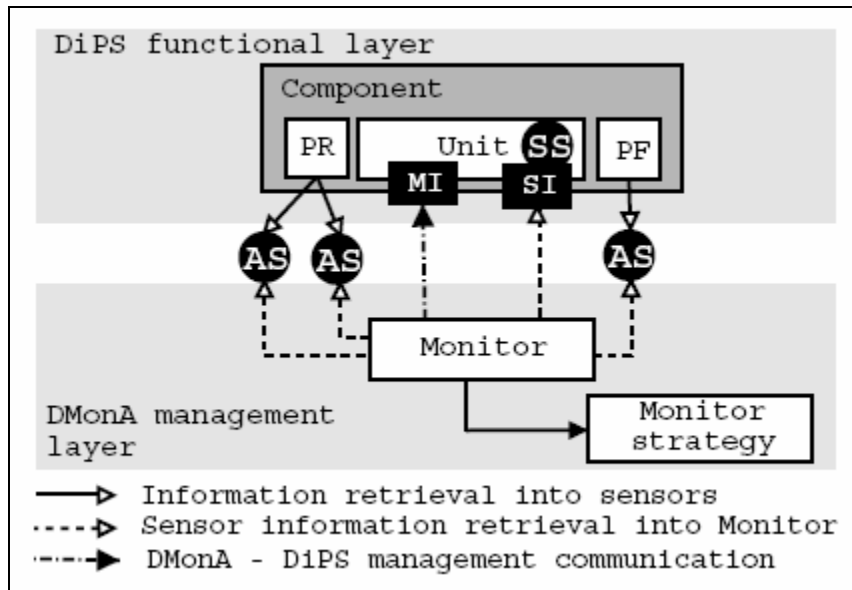 DiPS functional layer
Component
PR
Unit
SS
PF
MI
SI
AS
AS
AS
Monitor
DMonA management
layer
Monitor
strategy
Information retrieval into sensors
Sensor information retrieval into Monitor
DMonA - DiPS management communication